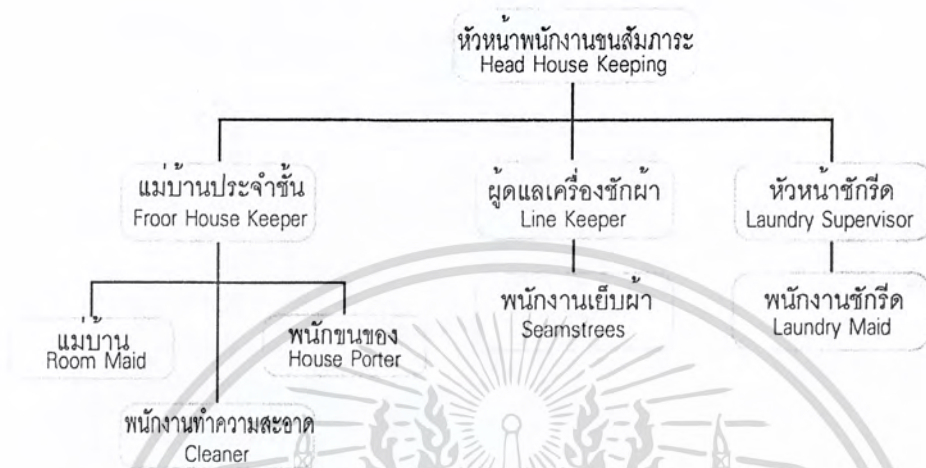 หัวหน้าพนักงานขนสัมภาระ
Head House Keeping
แม่บ้านประจำชั้น
Froor House Keeper
ผู้ดแลเครื่องซักผ้า
Line Keeper
หัวหน้าซักรีด
Laundry Supervisor
แม่บ้าน
Room Maid
พนักขนของ
House Porter
พนักงานเย็บผ้า
Seamstrees
พนักงานซักรีด
Laundry Maid
พนักงานทำความสะอาด
Cleaner